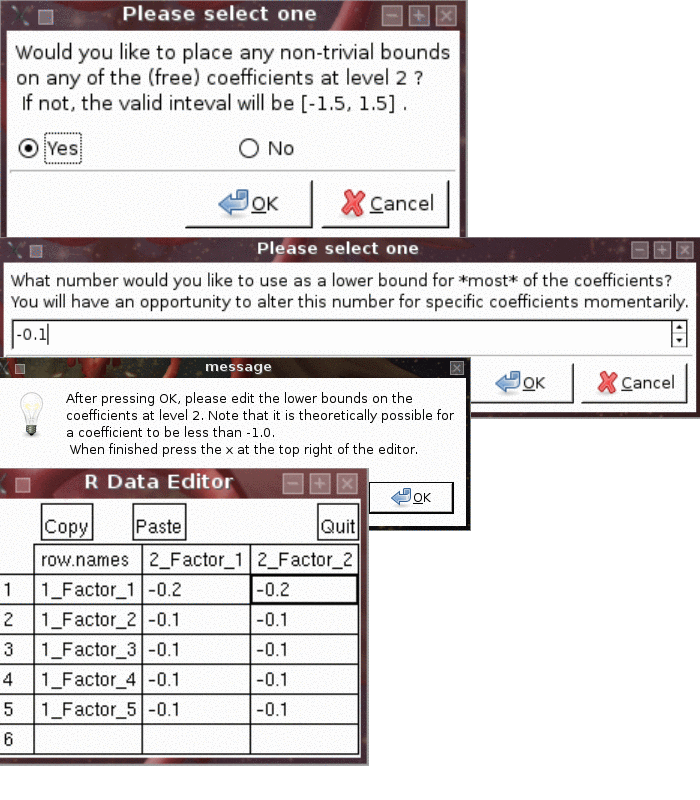 Please select one
Would you like to place any non-trivial bounds
on any of the (free) coefficients at level 2 ?
If not, the valid inteval will be [-1.5, 1.5] .
Yes No
OK Cancel
Please select one
What number would you like to use as a lower bound for *most* of the coefficients?
You will have an opportunity to alter this number for specific coefficients momentarily.
-0.1
OK Cancel
message
After pressing OK, please edit the lower bounds on the
coefficients at level 2. Note that it is theoretically possible for
a coefficient to be less than -1.0.
When finished press the x at the top right of the editor.
OK
R Data Editor
Copy Paste Quit
row.names 2_Factor_1 2_Factor_2
1 1_Factor_1 -0.2 -0.2
2 1_Factor_2 -0.1 -0.1
3 1_Factor_3 -0.1 -0.1
4 1_Factor_4 -0.1 -0.1
5 1_Factor_5 -0.1 -0.1
6